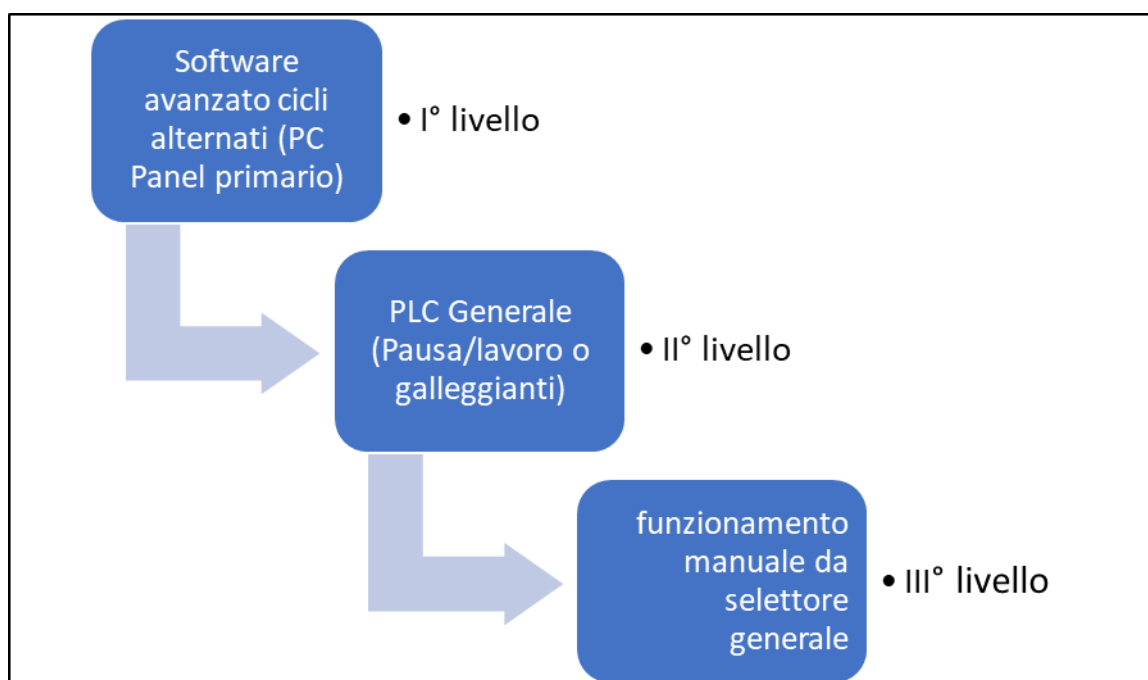 Software
avanzato cicli
alternati (PC
Panel primario)
• I° livello
PLC Generale
(Pausa/lavoro o
galleggianti)
• II° livello
funzionamento
manuale da
selettore
generale
• III° livello